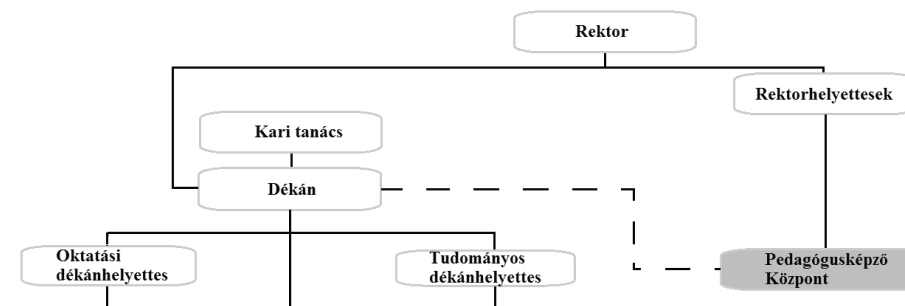 Rektor
Rektorhelyettesek
Kari tanács
Dékán
Oktatási
dékánhelyettes
Tudományos
dékánhelyettes
Pedagógusképző
Központ